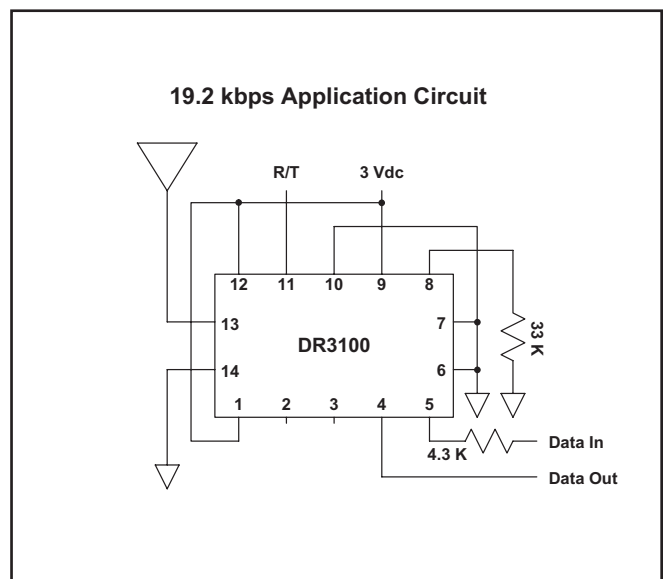 19.2 kbps Application Circuit
R/T 3 Vdc
12 11 10 9 8
13 7
DR3100
33 K
14 6
1 2 3 4 5
4.3 K Data In
Data Out